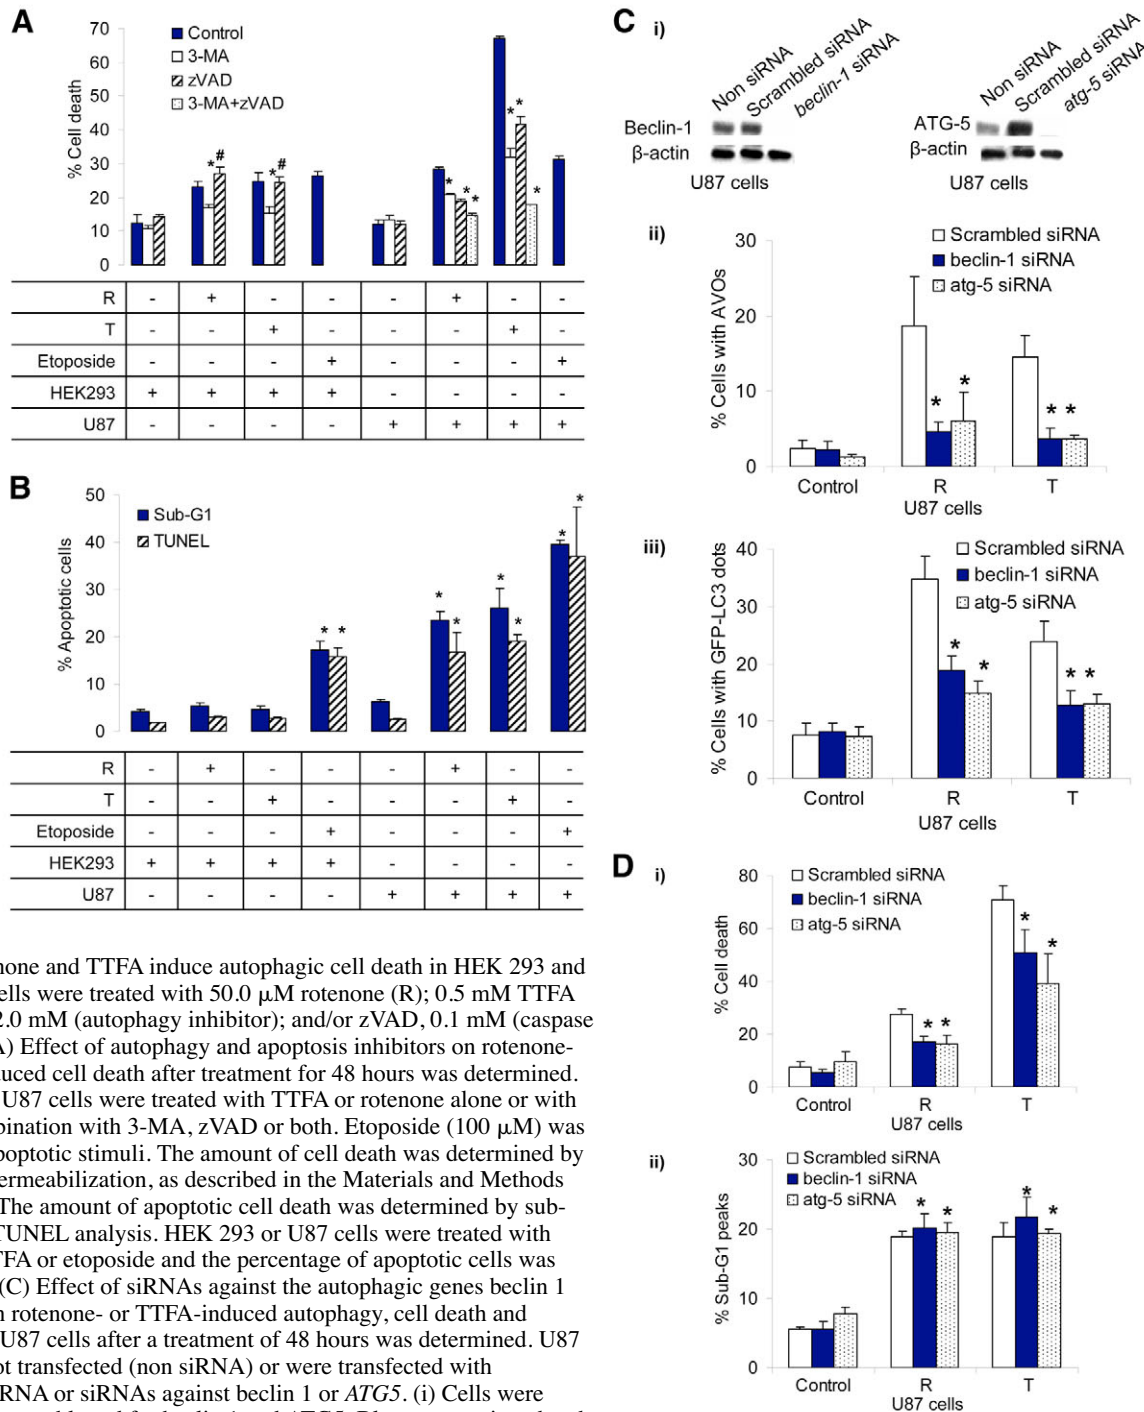 A
70
60
50
40
30
20
10
0
% Cell death
Control
3-MA
zVAD
3-MA+zVAD
* #
* #
* * *
* * *
R - + - - - + - -
T - - + - - - + -
Etoposide - - - + - - - +
HEK293 + + + + - - - -
U87 - - - - + + + +
B
50
40
30
20
10
0
% Apoptotic cells
Sub-G1
TUNEL
* *
* *
* *
* *
R - + - - - + - -
T - - + - - - + -
Etoposide - - - + - - - +
HEK293 + + + + - - - -
U87 - - - - + + + +
none and TTFA induce autophagic cell death in HEK 293 and
ells were treated with 50.0 μM rotenone (R); 0.5 mM TTFA
2.0 mM (autophagy inhibitor); and/or zVAD, 0.1 mM (caspase
A) Effect of autophagy and apoptosis inhibitors on rotenone-
uced cell death after treatment for 48 hours was determined.
U87 cells were treated with TTFA or rotenone alone or with
bination with 3-MA, zVAD or both. Etoposide (100 μM) was
poptotic stimuli. The amount of cell death was determined by
ermeabilization, as described in the Materials and Methods
The amount of apoptotic cell death was determined by sub-
TUNEL analysis. HEK 293 or U87 cells were treated with
FA or etoposide and the percentage of apoptotic cells was
(C) Effect of siRNAs against the autophagic genes beclin 1
n rotenone- or TTFA-induced autophagy, cell death and
U87 cells after a treatment of 48 hours was determined. U87
ot transfected (non siRNA) or were transfected with
RNA or siRNAs against beclin 1 or ATG5. (i) Cells were
C i)
Non siRNA
Scrambled siRNA
beclin-1 siRNA
Beclin-1
β-actin
U87 cells
Non siRNA
Scrambled siRNA
atg-5 siRNA
ATG-5
β-actin
U87 cells
ii)
30
20
10
0
% Cells with AVOs
Scrambled siRNA
beclin-1 siRNA
atg-5 siRNA
* *
* *
Control R T
U87 cells
iii)
40
30
20
10
0
% Cells with GFP-LC3 dots
Scrambled siRNA
beclin-1 siRNA
atg-5 siRNA
* *
* *
Control R T
U87 cells
D i)
80
60
40
20
0
% Cell death
Scrambled siRNA
beclin-1 siRNA
atg-5 siRNA
* *
* *
Control R T
U87 cells
ii)
30
20
10
0
% Sub-G1 peaks
Scrambled siRNA
beclin-1 siRNA
atg-5 siRNA
* *
* *
Control R T
U87 cells